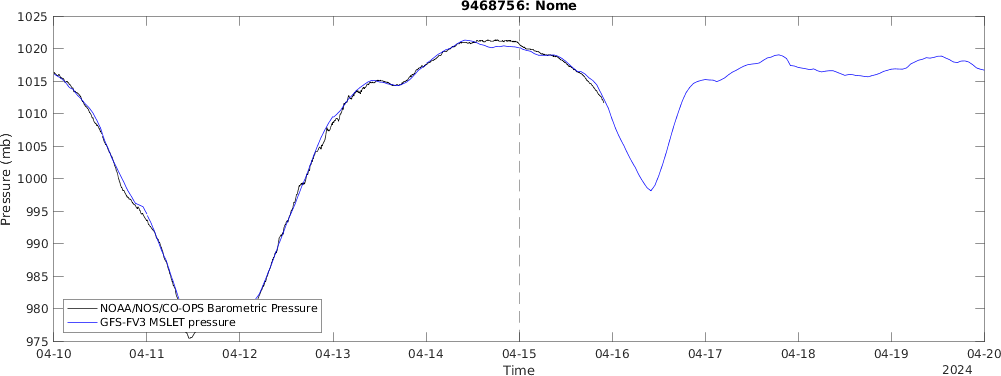 9468756: Nome
1025
1020
1015
1010
1005
1000
995
990
985
980
975
Pressure (mb)
NOAA/NOS/CO-OPS Barometric Pressure
GFS-FV3 MSLET pressure
04-10 04-11 04-12 04-13 04-14 04-15 04-16 04-17 04-18 04-19 04-20
Time
2024